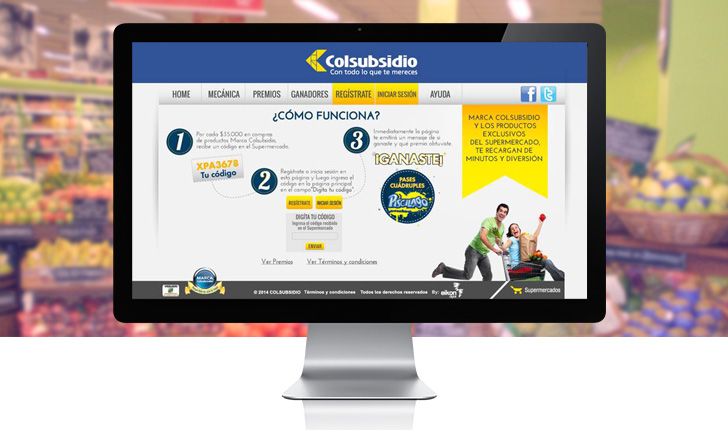 Colsubsidio
Con todo lo que te mereces
HOME MECÁNICA PREMIOS GANADORES REGÍSTRATE INICIAR SESIÓN AYUDA
¿CÓMO FUNCIONA?
1
Por cada $35.000 en compras
de productos Marca Colsubsidio,
recibe un código en el Supermercado.
XPA3678
Tu código
2
Regístrate o inicia sesión en
esta página y luego ingresa el
código en la página principal
en el campo "Digita tu código".
REGÍSTRATE INICIAR SESIÓN
DIGÍTA TU CÓDIGO
Ingresa el código recibido
en el Supermercado
ENVIAR
3
Inmediatamente la página
te emitirá un mensaje de si
ganaste y qué premio obtuviste.
¡GANASTE!
PASES
CUÁDRUPLES
PISCILAGO
MARCA COLSUBSIDIO
Y LOS PRODUCTOS
EXCLUSIVOS
DEL SUPERMERCADO,
TE RECARGAN DE
MINUTOS Y DIVERSIÓN
Ver Premios Ver Términos y condiciones
MARCA
© 2014 COLSUBSIDIO Términos y condiciones Todos los derechos reservados By: eikon
Supermercados